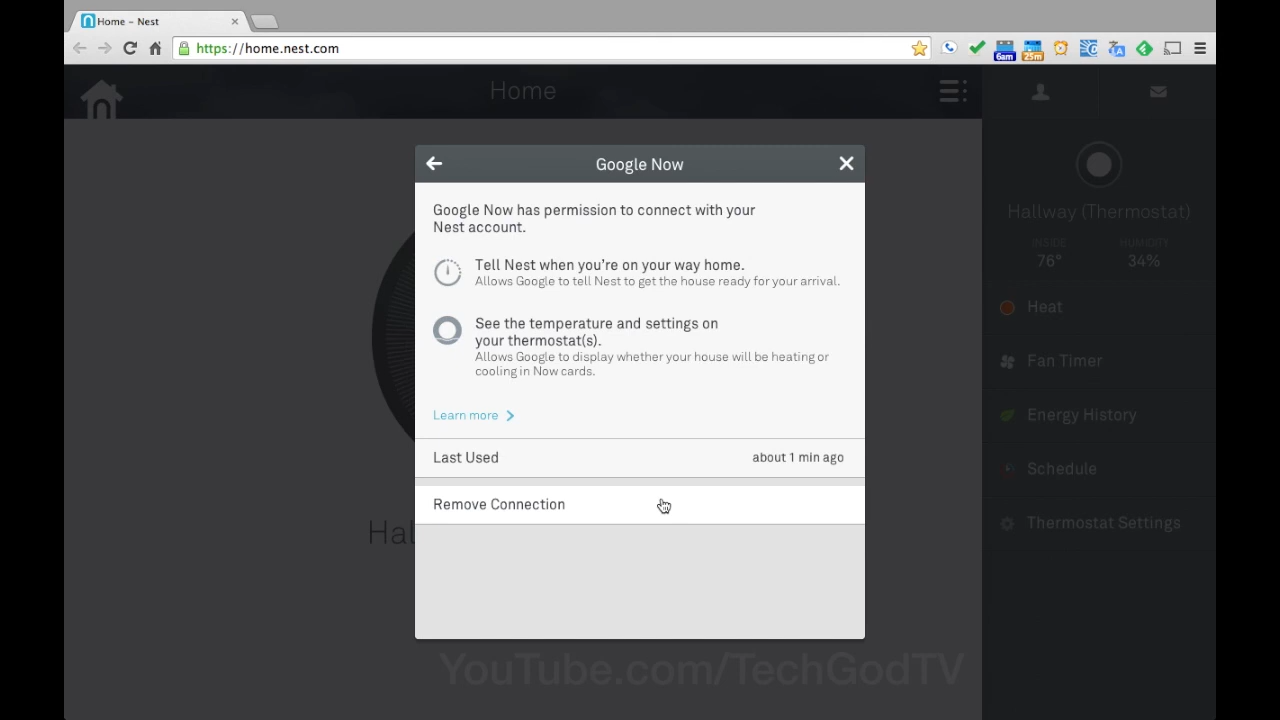 Home – Nest
https://home.nest.com
6am
25m
Home
Google Now
Google Now has permission to connect with your
Nest account.
Tell Nest when you're on your way home.
Allows Google to tell Nest to get the house ready for your arrival.
See the temperature and settings on
your thermostat(s).
Allows Google to display whether your house will be heating or
cooling in Now cards.
Learn more
Last Used about 1 min ago
Remove Connection
Hal
Hallway (Thermostat)
INSIDE HUMIDITY
76° 34%
Heat
Fan Timer
Energy History
Schedule
Thermostat Settings
YouTube.com/TechGodTV